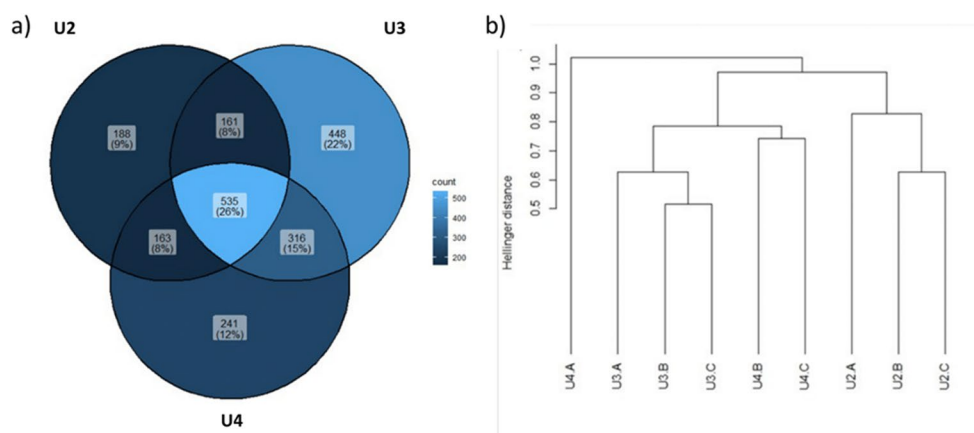 a)
U2
U3
188
(9%)
161
(8%)
448
(22%)
535
(26%)
163
(8%)
316
(15%)
241
(12%)
U4
count
500
400
300
200
b)
Hellinger distance
1.0
0.9
0.8
0.7
0.6
0.5
U4.A
U3.A
U3.B
U3.C
U4.B
U4.C
U2.A
U2.B
U2.C